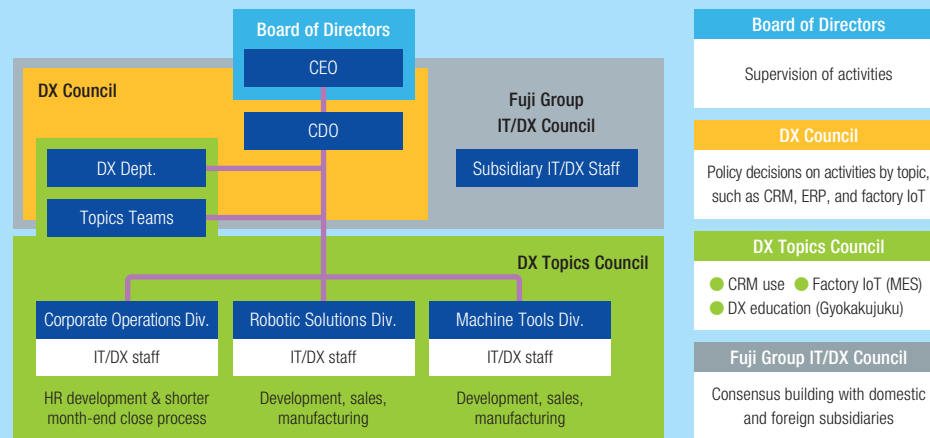 Board of Directors
CEO
DX Council
CDO
Fuji Group
IT/DX Council
DX Dept.
Subsidiary IT/DX Staff
Topics Teams
DX Topics Council
Corporate Operations Div.
IT/DX staff
HR development & shorter
month-end close process
Robotic Solutions Div.
IT/DX staff
Development, sales,
manufacturing
Machine Tools Div.
IT/DX staff
Development, sales,
manufacturing
Board of Directors
Supervision of activities
DX Council
Policy decisions on activities by topic,
such as CRM, ERP, and factory IoT
DX Topics Council
● CRM use ● Factory IoT (MES)
● DX education (Gyokakujuku)
Fuji Group IT/DX Council
Consensus building with domestic
and foreign subsidiaries